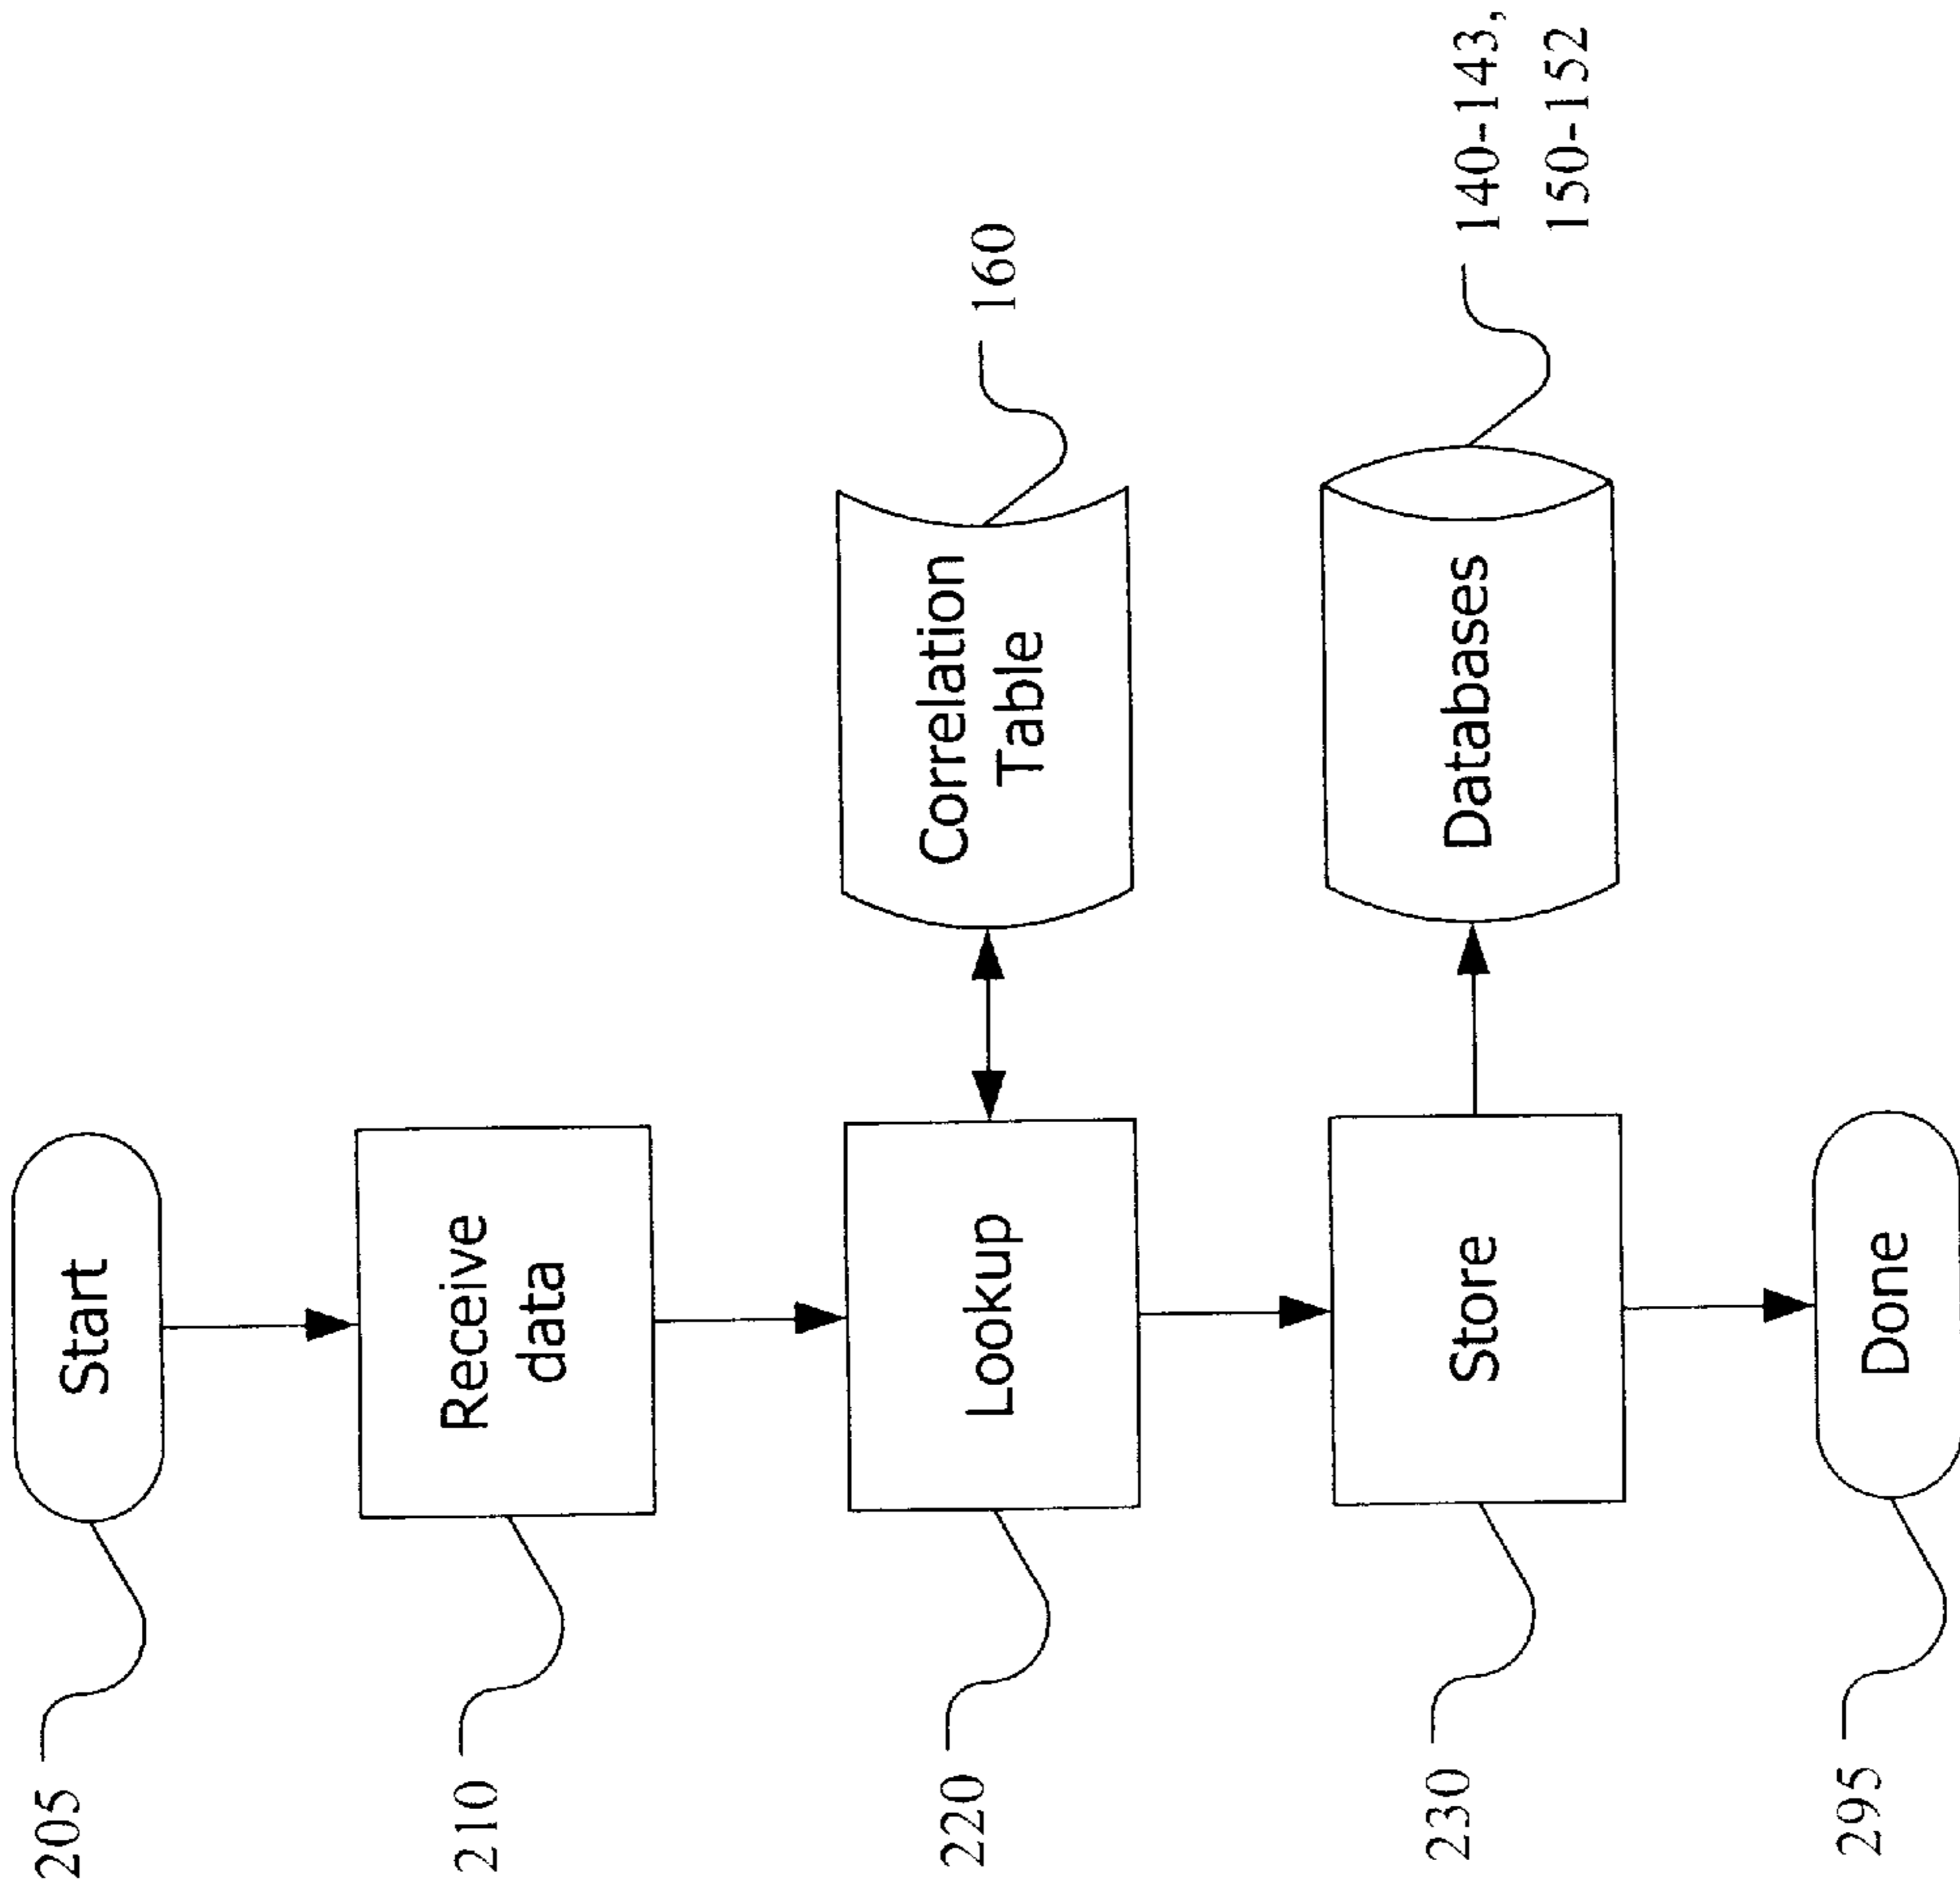 205
Start
210
Receive
data
220
Lookup
Correlation
Table
160
230
Store
Databases
140-143,
150-152
295
Done